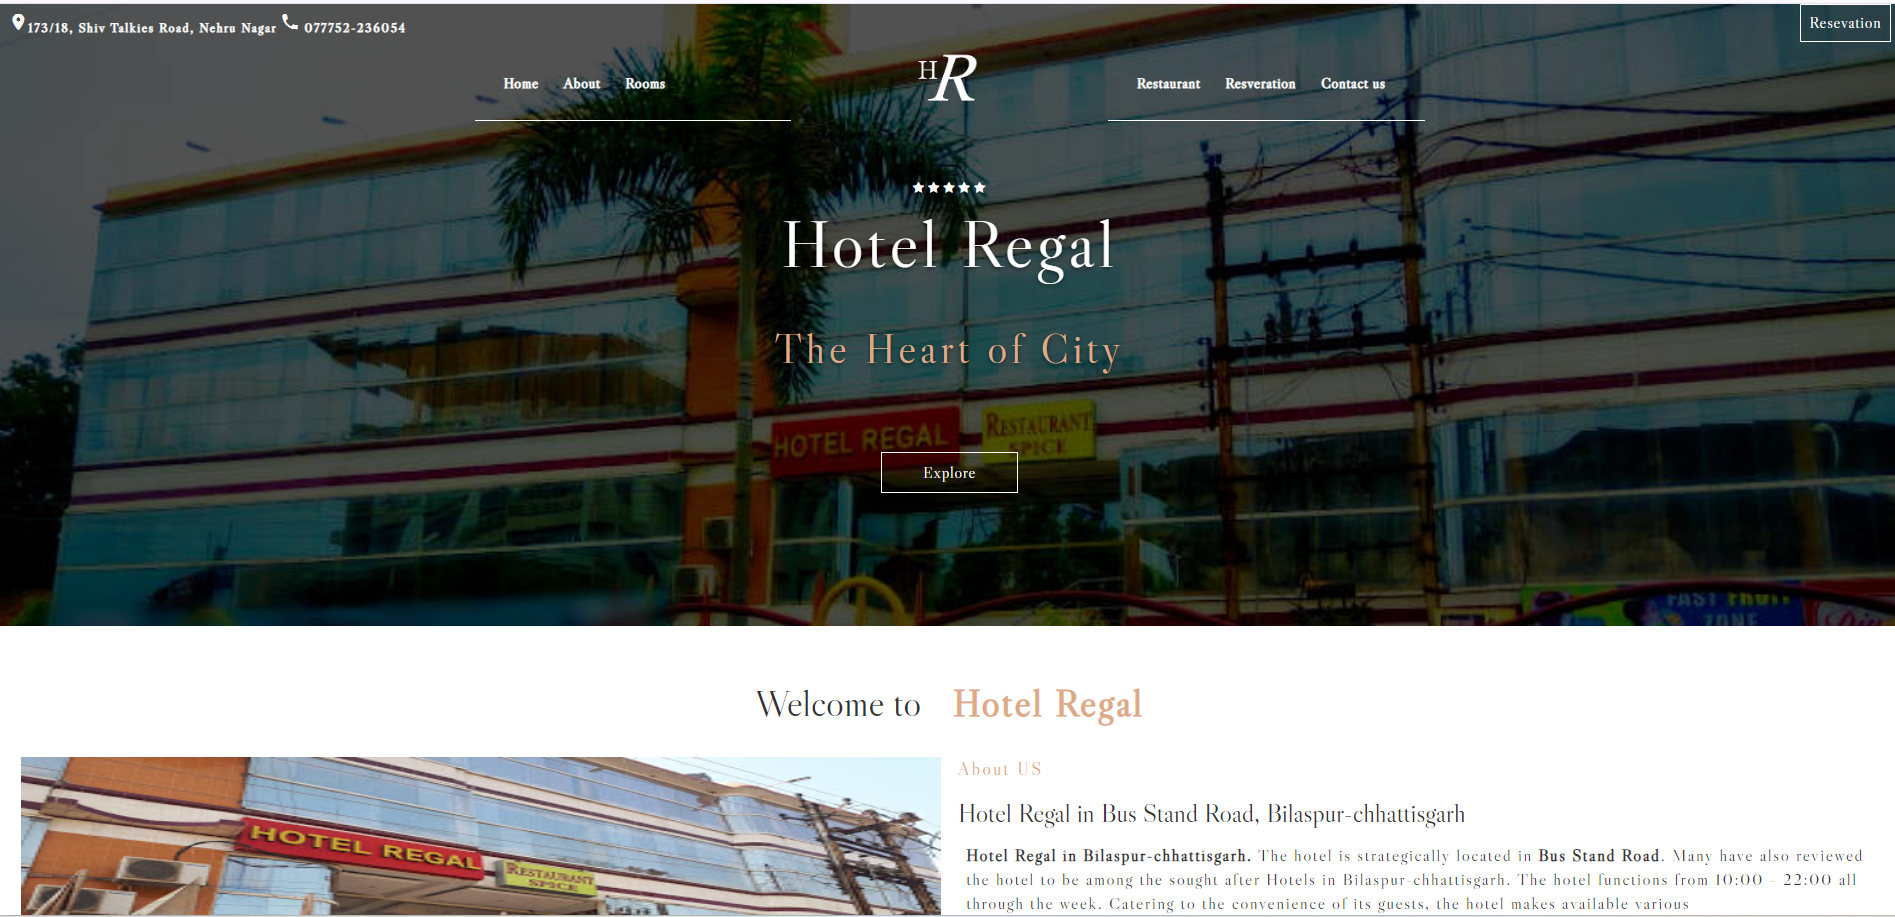 173/18, Shiv Talkies Road, Nehru Nagar 077752-236054
Resevation
Home About Rooms
HR
Restaurant Resveration Contact us
Hotel Regal
The Heart of City
HOTEL REGAL
RESTAURANT
SPICE
Explore
FAST FRUIT
ZONE
Welcome to Hotel Regal
HOTEL REGAL
RESTAURANT
SPICE
About US
Hotel Regal in Bus Stand Road, Bilaspur-chhattisgarh
Hotel Regal in Bilaspur-chhattisgarh. The hotel is strategically located in Bus Stand Road. Many have also reviewed
the hotel to be among the sought after Hotels in Bilaspur-chhattisgarh. The hotel functions from 10:00 - 22:00 all
through the week. Catering to the convenience of its guests, the hotel makes available various